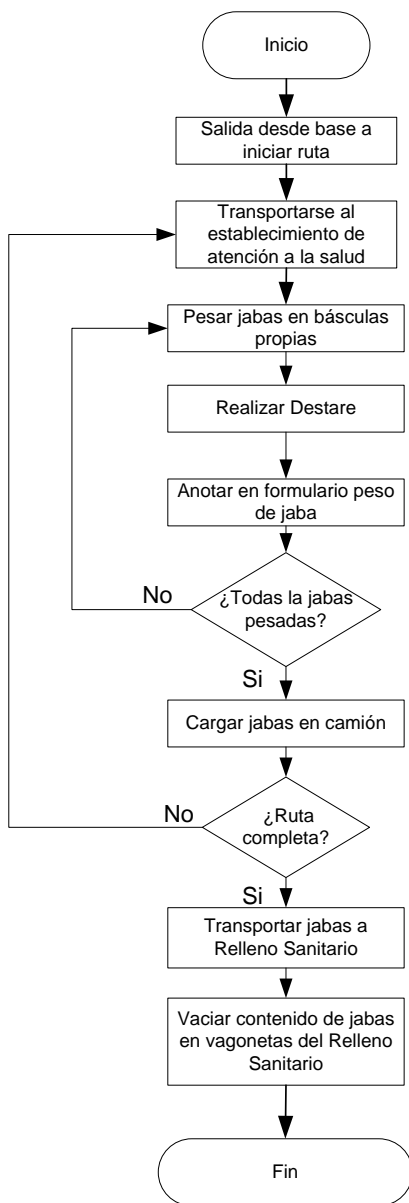 Inicio
Salida desde base a
iniciar ruta
Transportarse al
establecimiento de
atención a la salud
Pesar jabas en básculas
propias
Realizar Destare
Anotar en formulario peso
de jaba
No
¿Todas la jabas
pesadas?
Si
Cargar jabas en camión
No
¿Ruta
completa?
Si
Transportar jabas a
Relleno Sanitario
Vaciar contenido de jabas
en vagonetas del Relleno
Sanitario
Fin